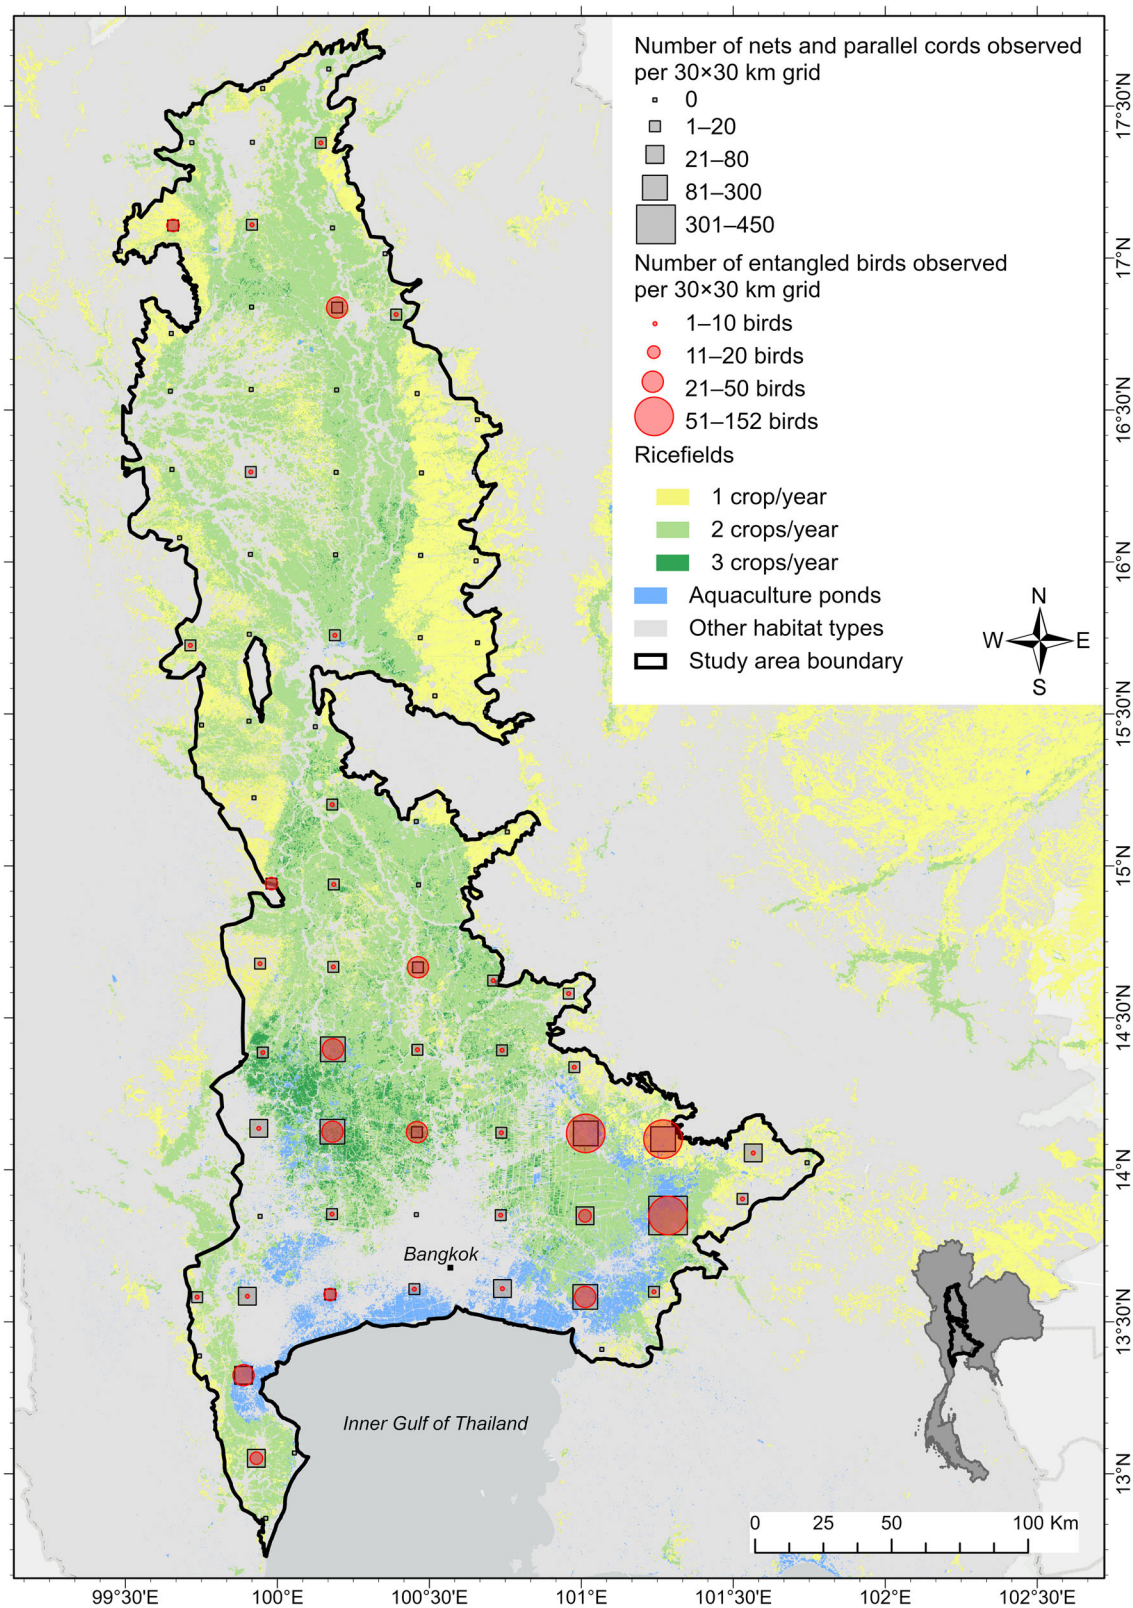 Number of nets and parallel cords observed
per 30×30 km grid
0
1–20
21–80
81–300
301–450
Number of entangled birds observed
per 30×30 km grid
1–10 birds
11–20 birds
21–50 birds
51–152 birds
Ricefields
1 crop/year
2 crops/year
3 crops/year
Aquaculture ponds
Other habitat types
Study area boundary
N
W
E
S
17°30'N
17°N
16°30'N
16°N
15°30'N
15°N
14°30'N
14°N
13°30'N
13°N
Bangkok
Inner Gulf of Thailand
0 25 50 100 Km
99°30'E 100°E 100°30'E 101°E 101°30'E 102°E 102°30'E